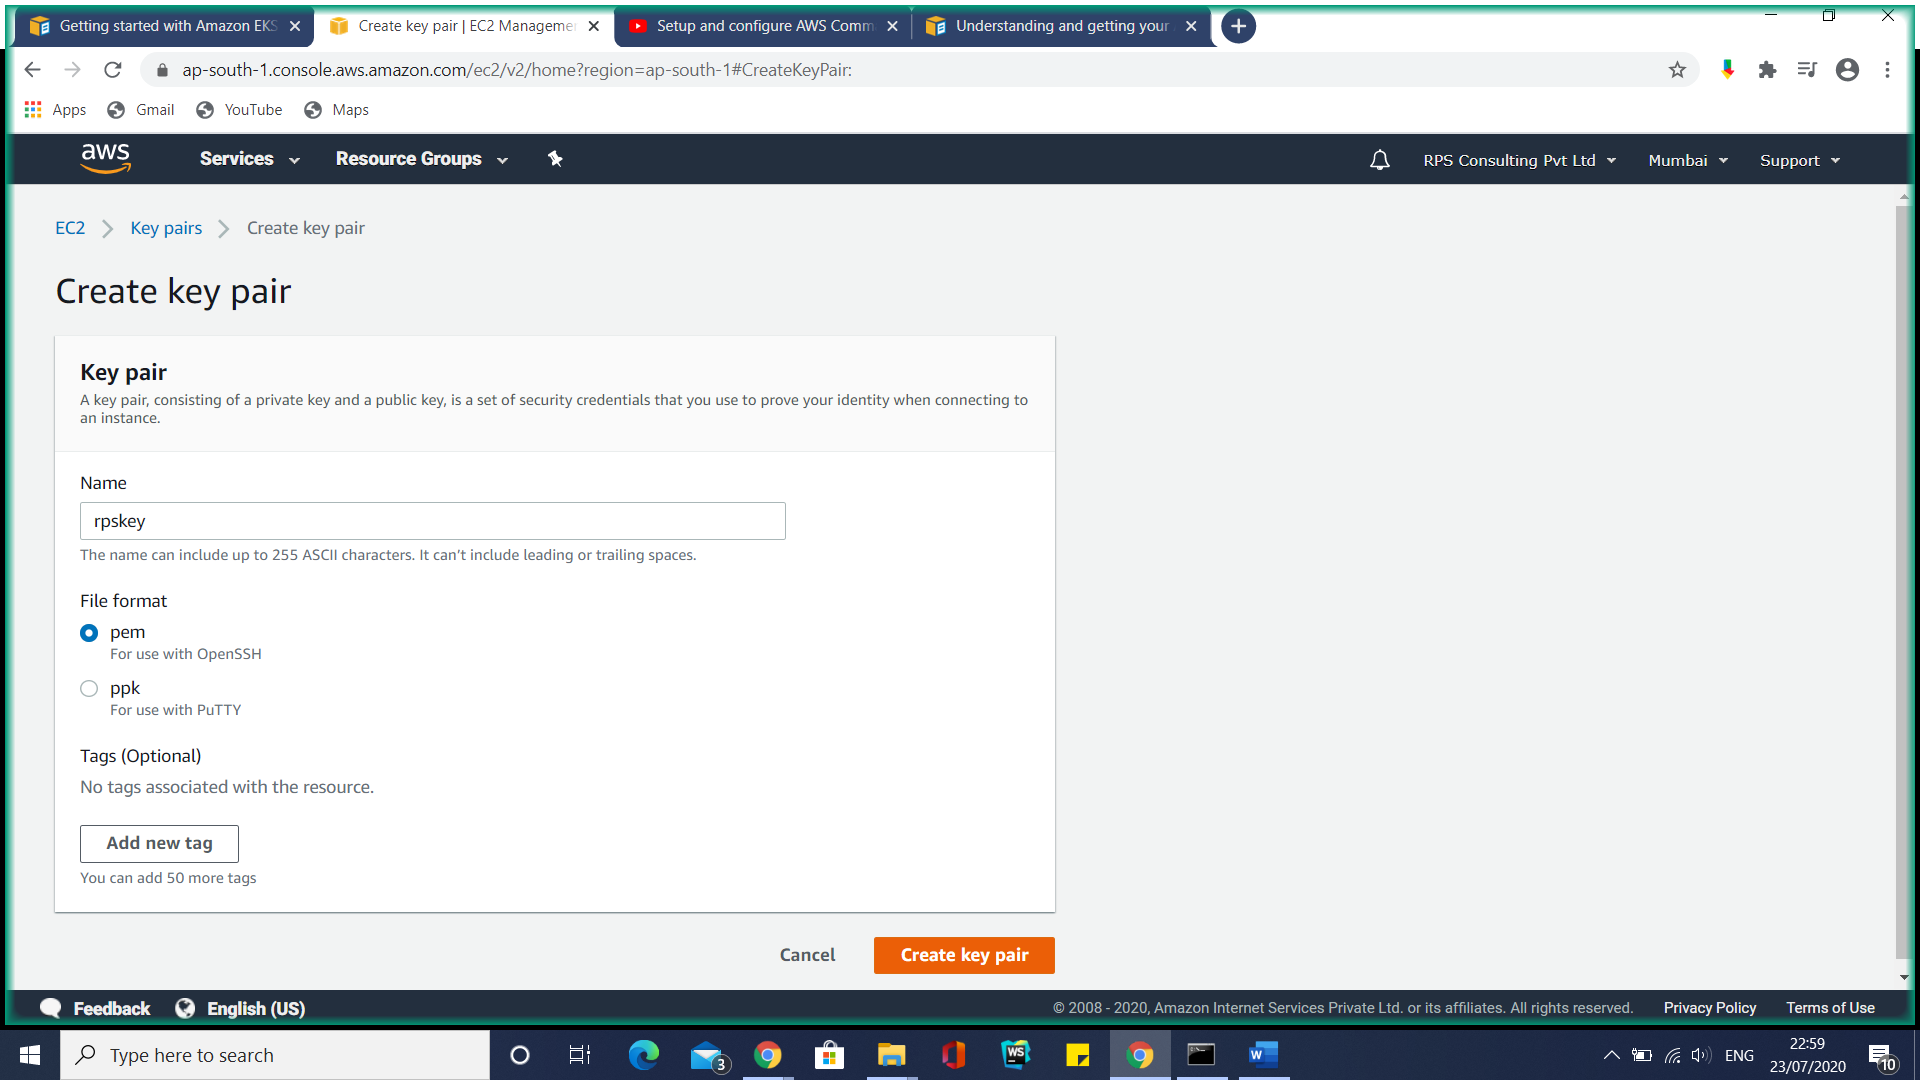 Getting started with Amazon EKS
Create key pair | EC2 Manageme
Setup and configure AWS Comm
Understanding and getting your
ap-south-1.console.aws.amazon.com/ec2/v2/home?region=ap-south-1#CreateKeyPair:
Apps
Gmail
YouTube
Maps
aws
Services
Resource Groups
RPS Consulting Pvt Ltd
Mumbai
Support
EC2
Key pairs
Create key pair
Create key pair
Key pair
A key pair, consisting of a private key and a public key, is a set of security credentials that you use to prove your identity when connecting to
an instance.
Name
rpskey
The name can include up to 255 ASCII characters. It can't include leading or trailing spaces.
File format
pem
For use with OpenSSH
ppk
For use with PuTTY
Tags (Optional)
No tags associated with the resource.
Add new tag
You can add 50 more tags
Cancel
Create key pair
Feedback
English (US)
© 2008 - 2020, Amazon Internet Services Private Ltd. or its affiliates. All rights reserved.
Privacy Policy
Terms of Use
Type here to search
3
WS
W
ENG
22:59
23/07/2020
10